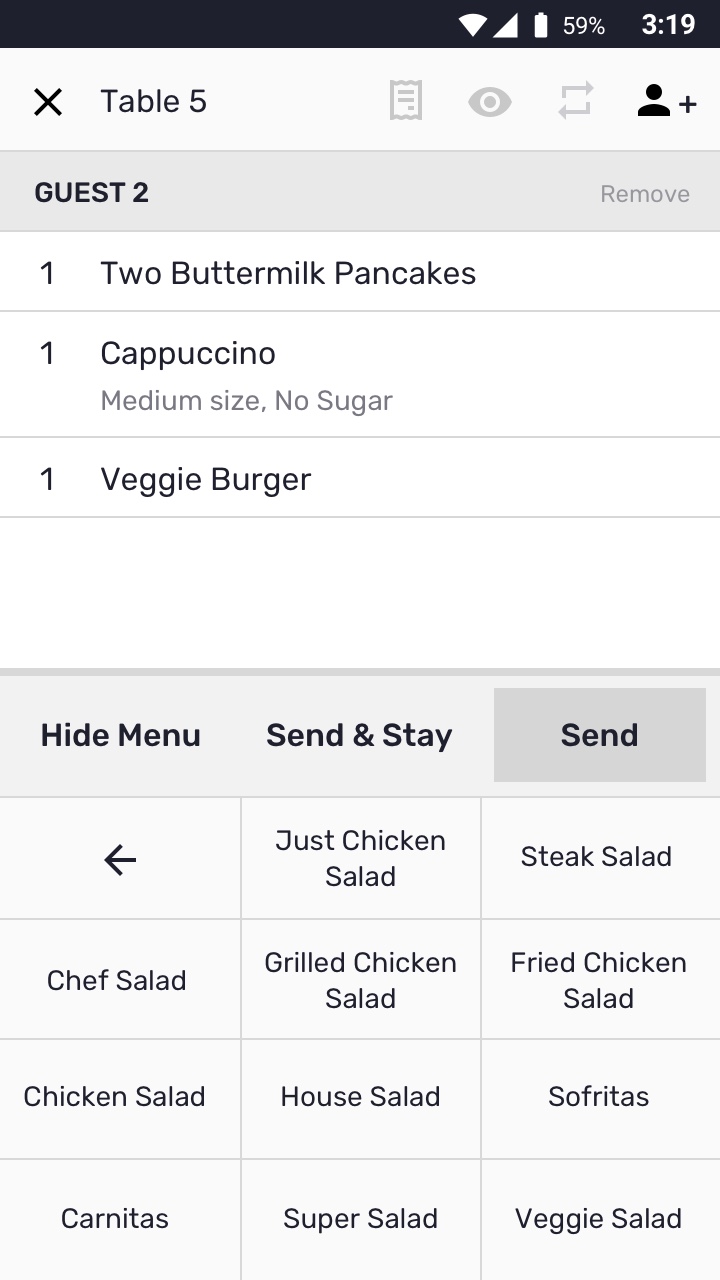 59% 3:19
Table 5
GUEST 2 Remove
1 Two Buttermilk Pancakes
1 Cappuccino
Medium size, No Sugar
1 Veggie Burger
Hide Menu Send & Stay Send
Just Chicken
Salad
Steak Salad
Chef Salad
Grilled Chicken
Salad
Fried Chicken
Salad
Chicken Salad
House Salad
Sofritas
Carnitas
Super Salad
Veggie Salad